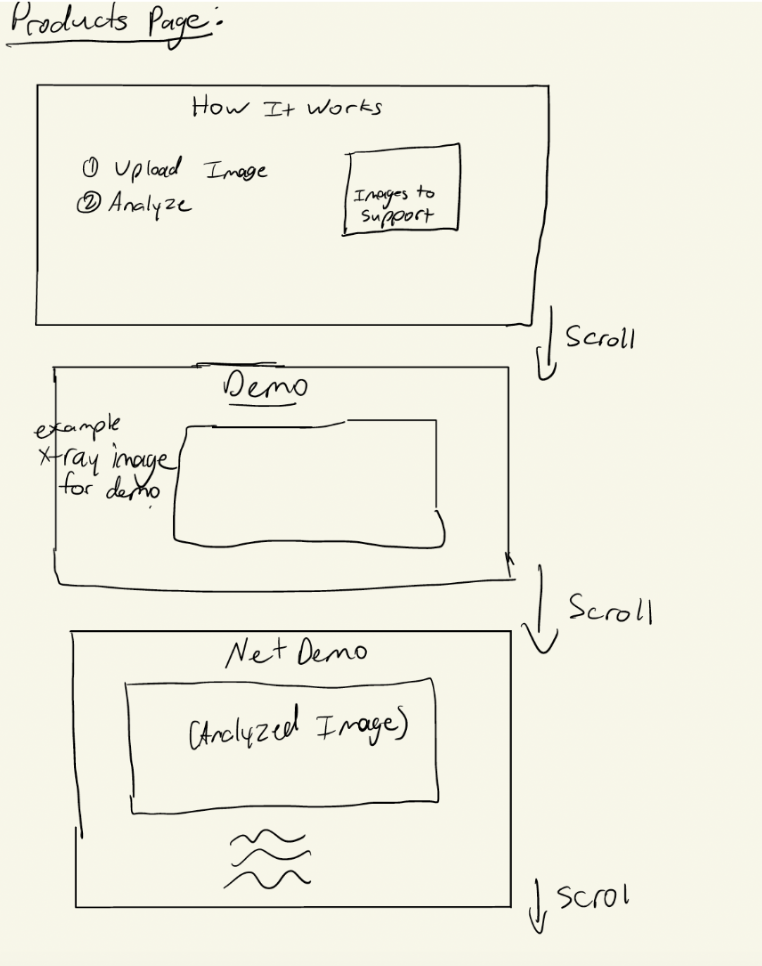 Products Page:
How It Works
① Upload Image
② Analyze
Images to
support
Scroll
Demo
example
x-ray image
for demo
Scroll
Net Demo
(Analyzed Image)
Scrol